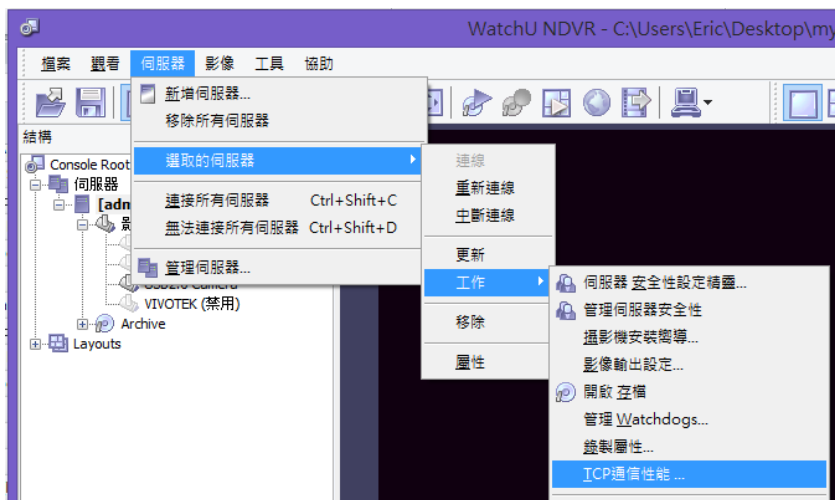 WatchU NDVR - C:\Users\Eric\Desktop\my
檔案 觀看 伺服器 影像 工具 協助
新增伺服器...
移除所有伺服器
選取的伺服器
連接所有伺服器 Ctrl+Shift+C
無法連接所有伺服器 Ctrl+Shift+D
管理伺服器...
連線
重新連線
中斷連線
更新
工作
移除
屬性
伺服器 安全性設定精靈...
管理伺服器安全性
攝影機安裝嚮導...
影像輸出設定...
開啟 存檔
管理 Watchdogs...
錄製屬性...
TCP通信性能 ...
結構
Console Root
伺服器
[adm
USB2.0 Camera
VIVOTEK (禁用)
Archive
Layouts